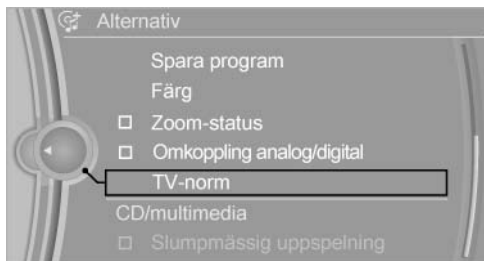 Alternativ
Spara program
Färg
Zoom-status
Omkoppling analog/digital
TV-norm
CD/multimedia
Slumpmässig uppspelning